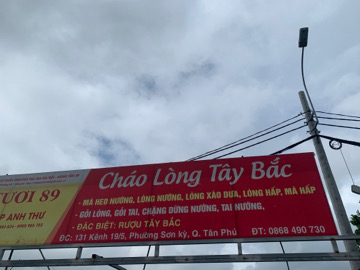 Cháo Lòng Tây Bắc
- MÁ HEO NƯỚNG, LÒNG NƯỚNG, LÒNG XÀO DƯA, LÒNG HẤP, MÁ HẤP
- GỎI LÒNG, GỎI TAI, CHẶNG DỪNG NƯỚNG, TAI NƯỚNG,
- ĐẶC BIỆT: RƯỢU TÂY BẮC
ĐC: 131 Kênh 19/5, Phường Sơn kỳ, Q. Tân Phú
ĐT: 0868 490 730
ƯƠI 89
P ANH THƯ